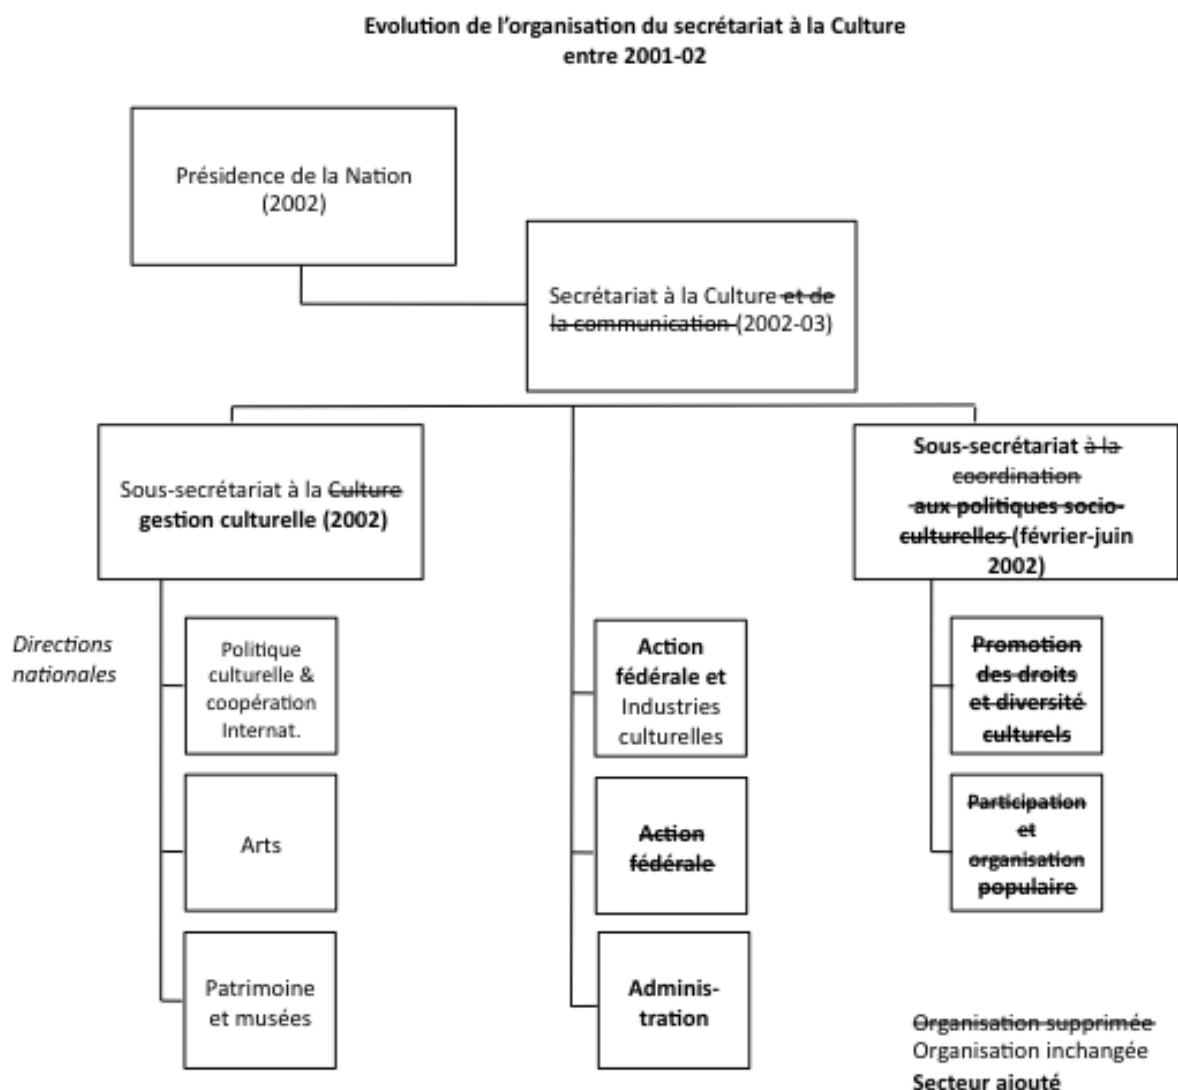 Evolution de l'organisation du secrétariat à la Culture
entre 2001-02
Présidence de la Nation
(2002)
Secrétariat à la Culture et de
la communication (2002-03)
Sous-secrétariat à la Culture
gestion culturelle (2002)
Sous-secrétariat à la
coordination
aux politiques socio-
culturelles (février-juin
2002)
Directions
nationales
Politique
culturelle &
coopération
Internat.
Arts
Patrimoine
et musées
Action
fédérale et
Industries
culturelles
Action
fédérale
Adminis-
tration
Promotion
des droits
et diversité
culturels
Participation
et
organisation
populaire
Organisation supprimée
Organisation inchangée
Secteur ajouté